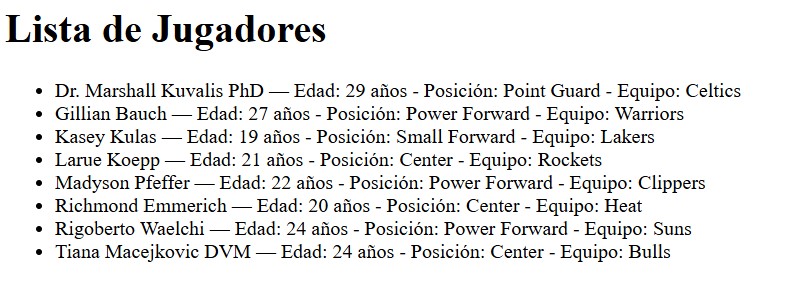 Lista de Jugadores
• Dr. Marshall Kuvalis PhD — Edad: 29 años - Posición: Point Guard - Equipo: Celtics
• Gillian Bauch — Edad: 27 años - Posición: Power Forward - Equipo: Warriors
• Kasey Kulas — Edad: 19 años - Posición: Small Forward - Equipo: Lakers
• Larue Koepp — Edad: 21 años - Posición: Center - Equipo: Rockets
• Madyson Pfeffer — Edad: 22 años - Posición: Power Forward - Equipo: Clippers
• Richmond Emmerich — Edad: 20 años - Posición: Center - Equipo: Heat
• Rigoberto Waelchi — Edad: 24 años - Posición: Power Forward - Equipo: Suns
• Tiana Macejkovic DVM — Edad: 24 años - Posición: Center - Equipo: Bulls